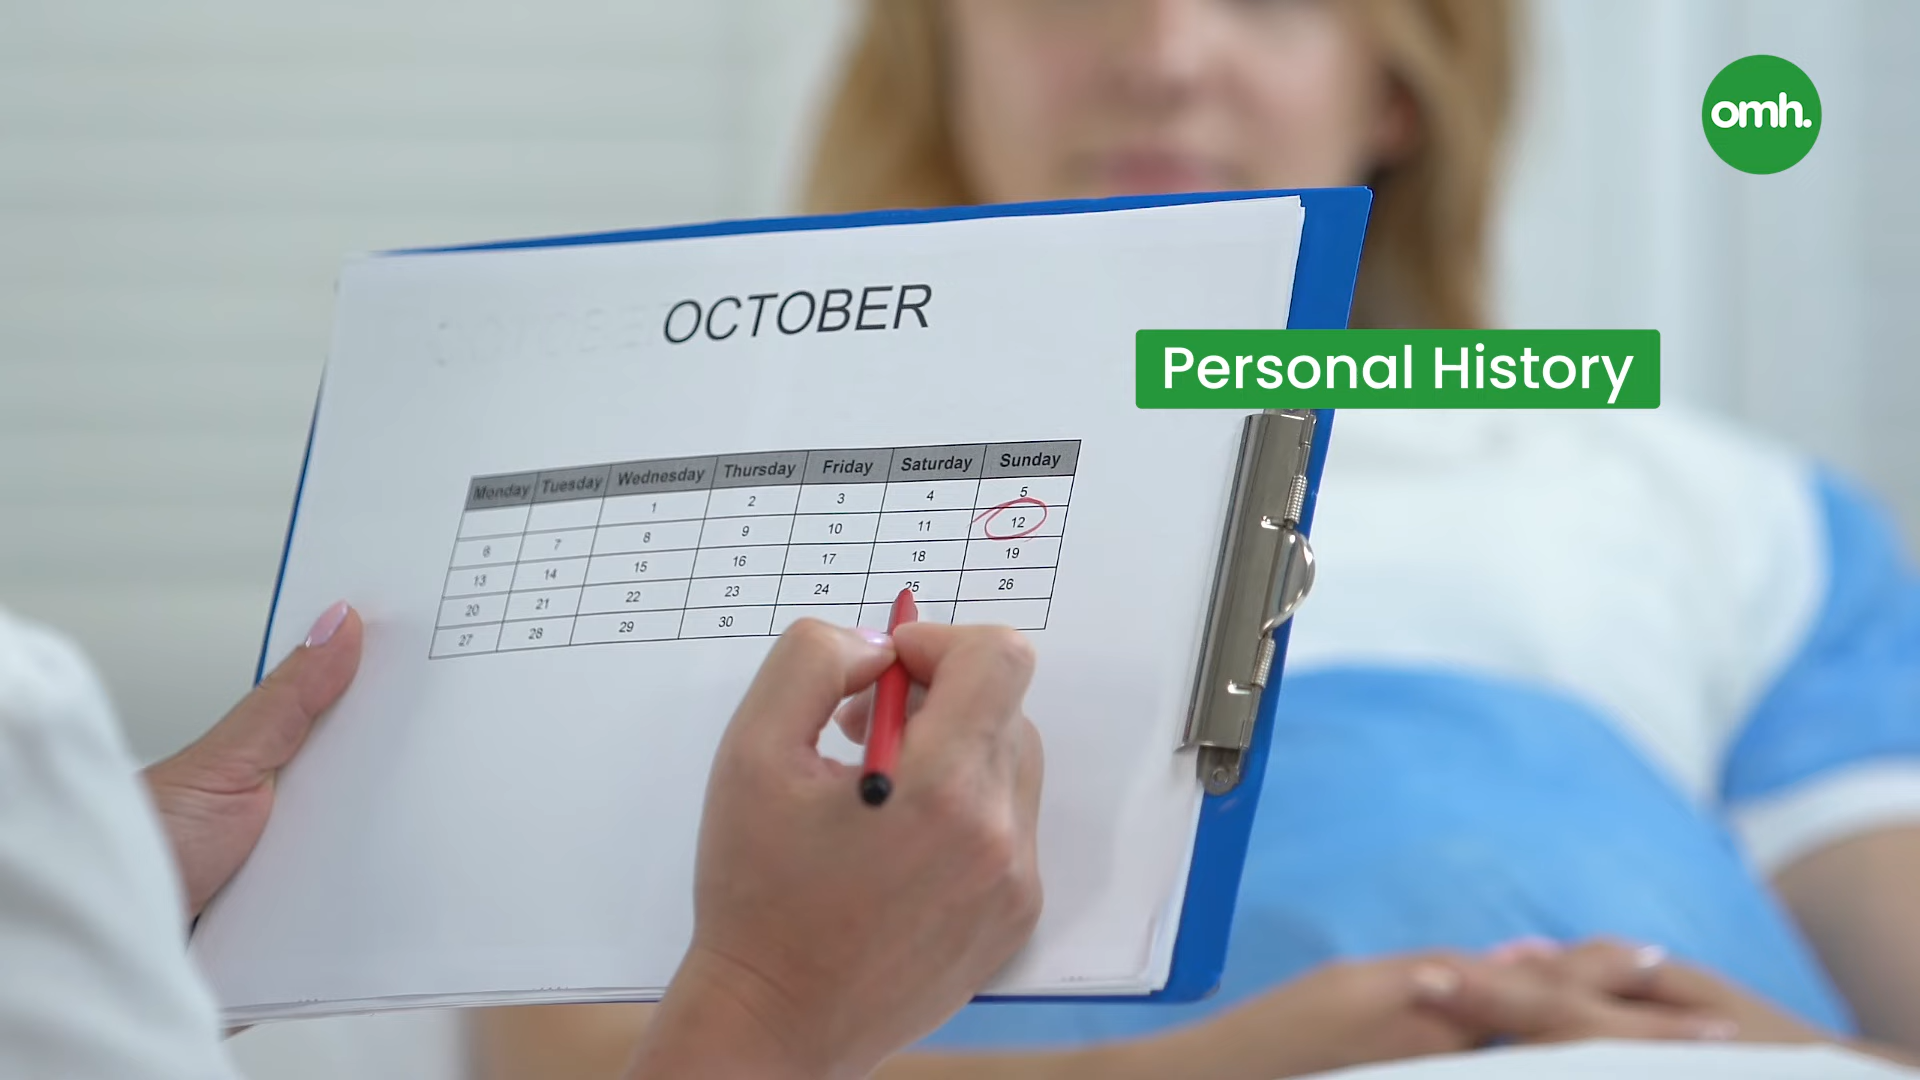 omh.
OCTOBER
Personal History
Monday Tuesday Wednesday Thursday Friday Saturday Sunday
1 2 3 4 5
6 7 8 9 10 11 12
13 14 15 16 17 18 19
20 21 22 23 24 25 26
27 28 29 30